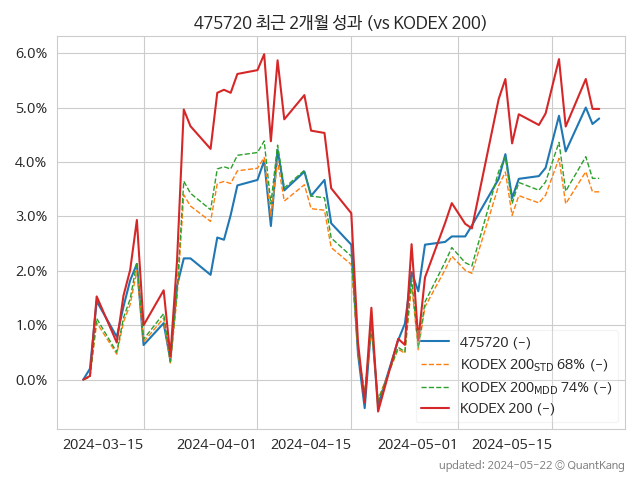 475720 최근 2개월 성과 (vs KODEX 200)
6.0%
5.0%
4.0%
3.0%
2.0%
1.0%
0.0%
475720 (-)
KODEX 200STD 68% (-)
KODEX 200MDD 74% (-)
KODEX 200 (-)
2024-03-15
2024-04-01
2024-04-15
2024-05-01
2024-05-15
updated: 2024-05-22 © QuantKang